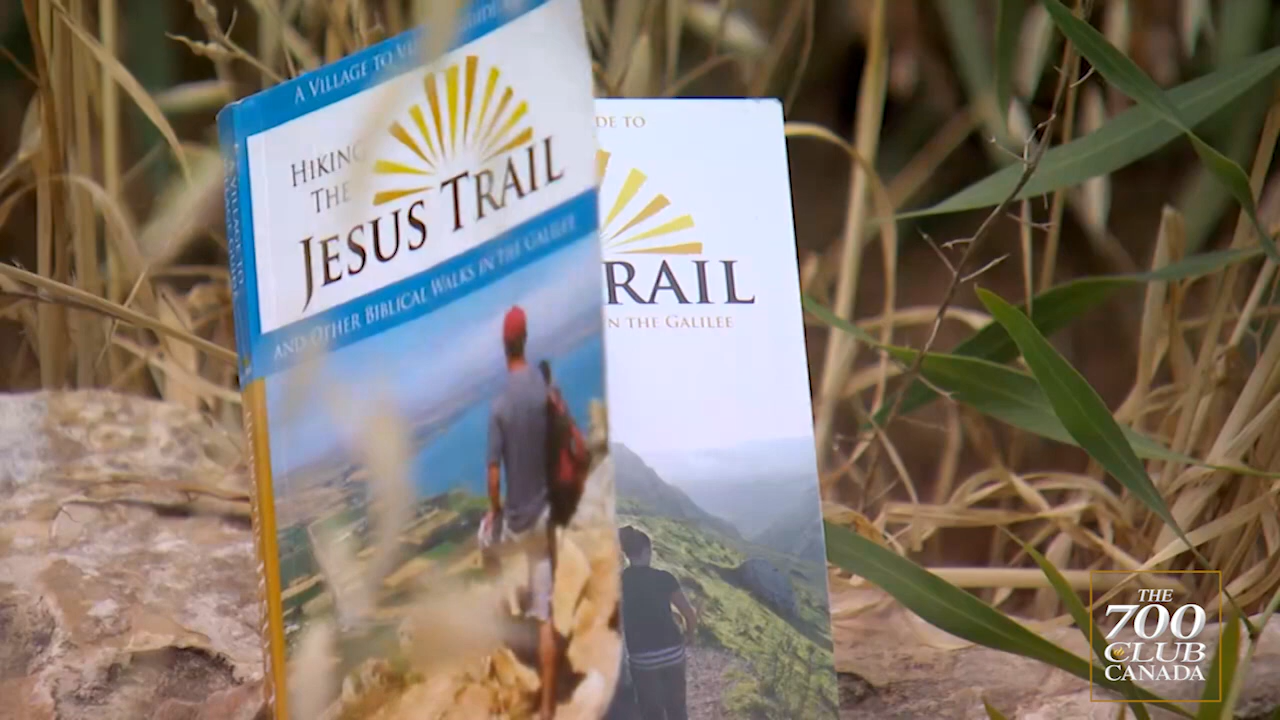 A VILLAGE TO
HIKING
THE
JESUS TRAIL
AND OTHER BIBLICAL WALKS IN THE GALILEE
DE TO
RAIL
N THE GALILEE
THE
700
CLUB
CANADA